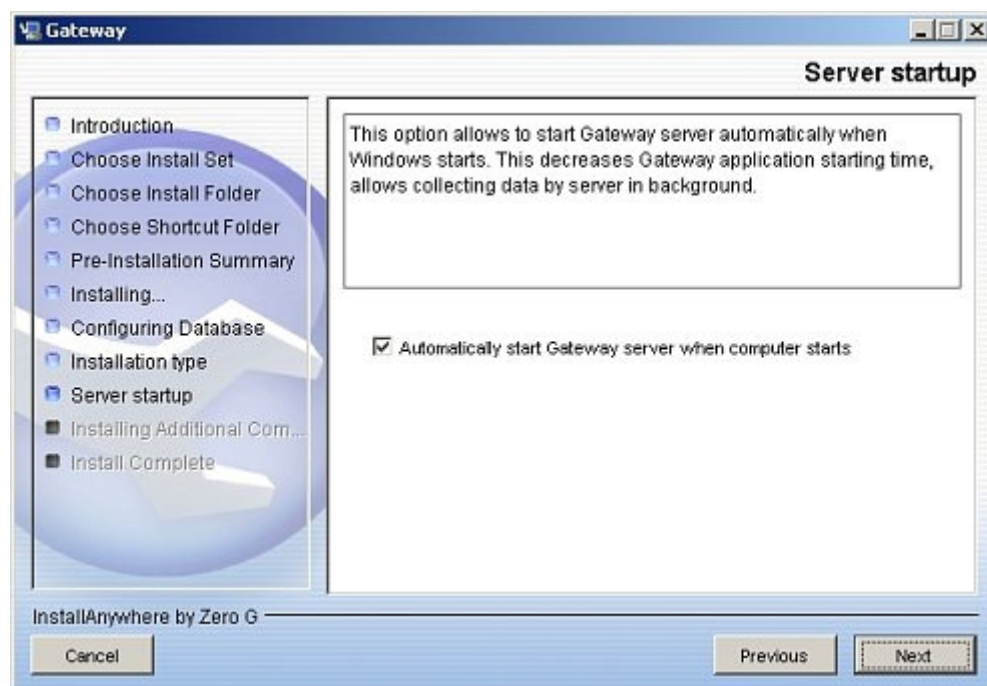 Gateway
Server startup
Introduction
Choose Install Set
Choose Install Folder
Choose Shortcut Folder
Pre-Installation Summary
Installing...
Configuring Database
Installation type
Server startup
Installing Additional Com...
Install Complete
This option allows to start Gateway server automatically when
Windows starts. This decreases Gateway application starting time,
allows collecting data by server in background.
Automatically start Gateway server when computer starts
InstallAnywhere by Zero G
Cancel
Previous
Next